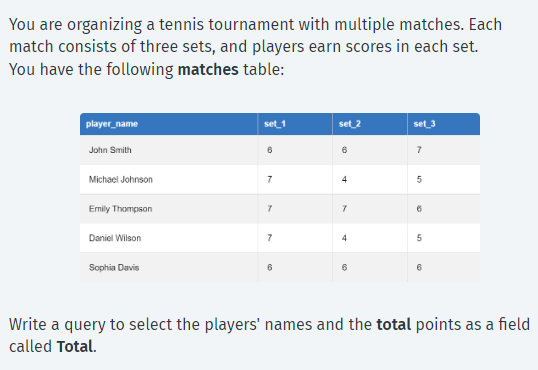 You are organizing a tennis tournament with multiple matches. Each
match consists of three sets, and players earn scores in each set.
You have the following matches table:
player_name set_1 set_2 set_3
John Smith 6 6 7
Michael Johnson 7 4 5
Emily Thompson 7 7 6
Daniel Wilson 7 4 5
Sophia Davis 6 6 6
Write a query to select the players' names and the total points as a field
called Total.